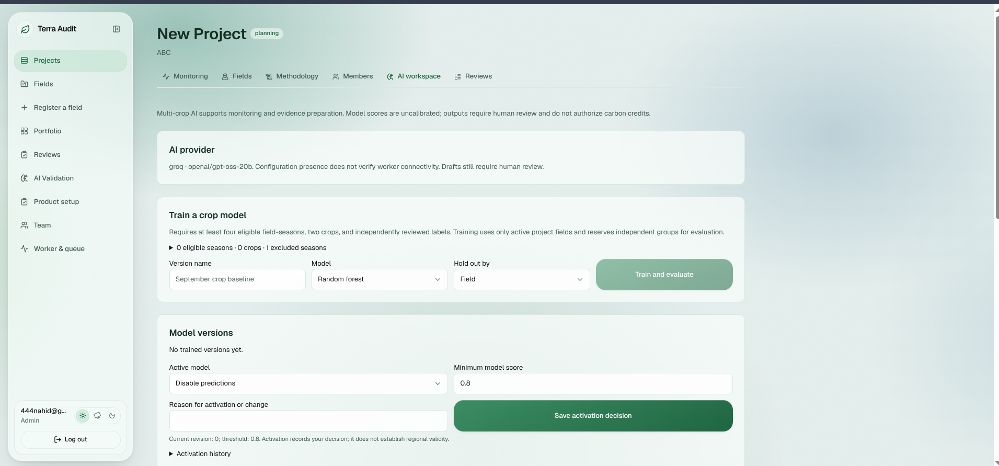 Terra Audit
Projects
Fields
Register a field
Portfolio
Reviews
AI Validation
Product setup
Team
Worker & queue
444nahid@g...
Admin
Log out
New Project planning
ABC
Monitoring Fields Methodology Members AI workspace Reviews
Multi-crop AI supports monitoring and evidence preparation. Model scores are uncalibrated; outputs require human review and do not authorize carbon credits.
AI provider
groq · openai/gpt-oss-20b. Configuration presence does not verify worker connectivity. Drafts still require human review.
Train a crop model
Requires at least four eligible field-seasons, two crops, and independently reviewed labels. Training uses only active project fields and reserves independent groups for evaluation.
0 eligible seasons · 0 crops · 1 excluded seasons
Version name Model Hold out by
September crop baseline Random forest Field Train and evaluate
Model versions
No trained versions yet.
Active model Minimum model score
Disable predictions 0.8
Reason for activation or change
Save activation decision
Current revision: 0; threshold: 0.8. Activation records your decision; it does not establish regional validity.
Activation history